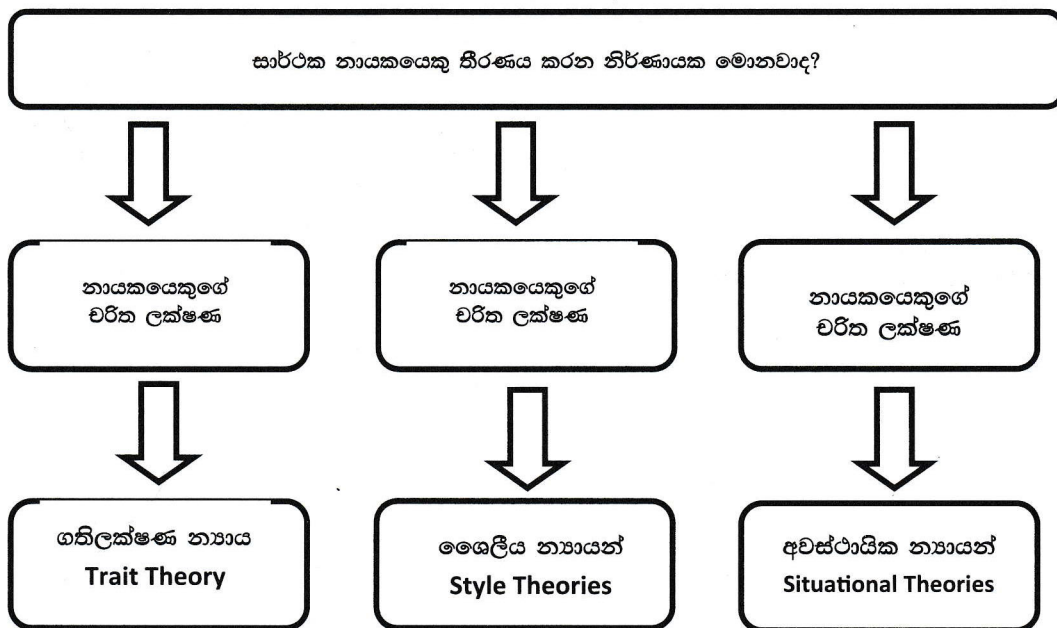 සාර්ථක නායකයෙකු තීරණය කරන නිර්ණායක මොනවාද?
නායකයෙකුගේ
චරිත ලක්ෂණ
නායකයෙකුගේ
චරිත ලක්ෂණ
නායකයෙකුගේ
චරිත ලක්ෂණ
ගතිලක්ෂණ න්‍යාය
Trait Theory
ශෛලීය න්‍යායන්
Style Theories
අවස්ථායික න්‍යායන්
Situational Theories